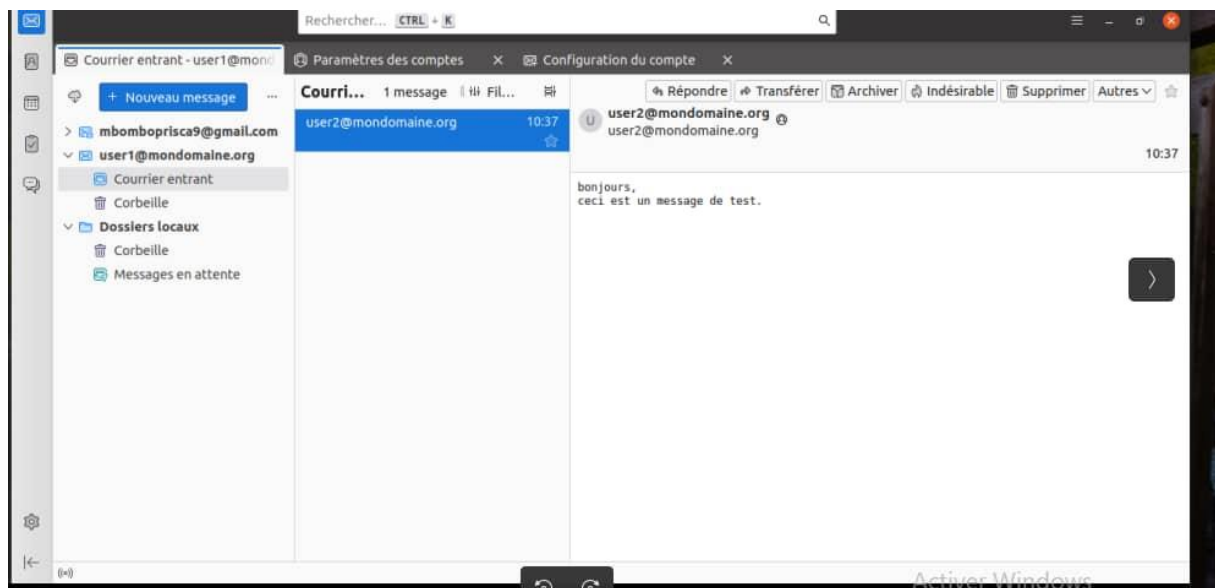 Rechercher... CTRL + K
Courrier entrant - user1@mond
Paramètres des comptes
Configuration du compte
+ Nouveau message
mbomboprisca9@gmail.com
user1@mondomaine.org
Courrier entrant
Corbeille
Dossiers locaux
Corbeille
Messages en attente
Courri... 1 message Fil...
user2@mondomaine.org 10:37
Répondre Transférer Archiver Indésirable Supprimer Autres
U
user2@mondomaine.org
user2@mondomaine.org
10:37
bonjours,
ceci est un message de test.
Activer Windows